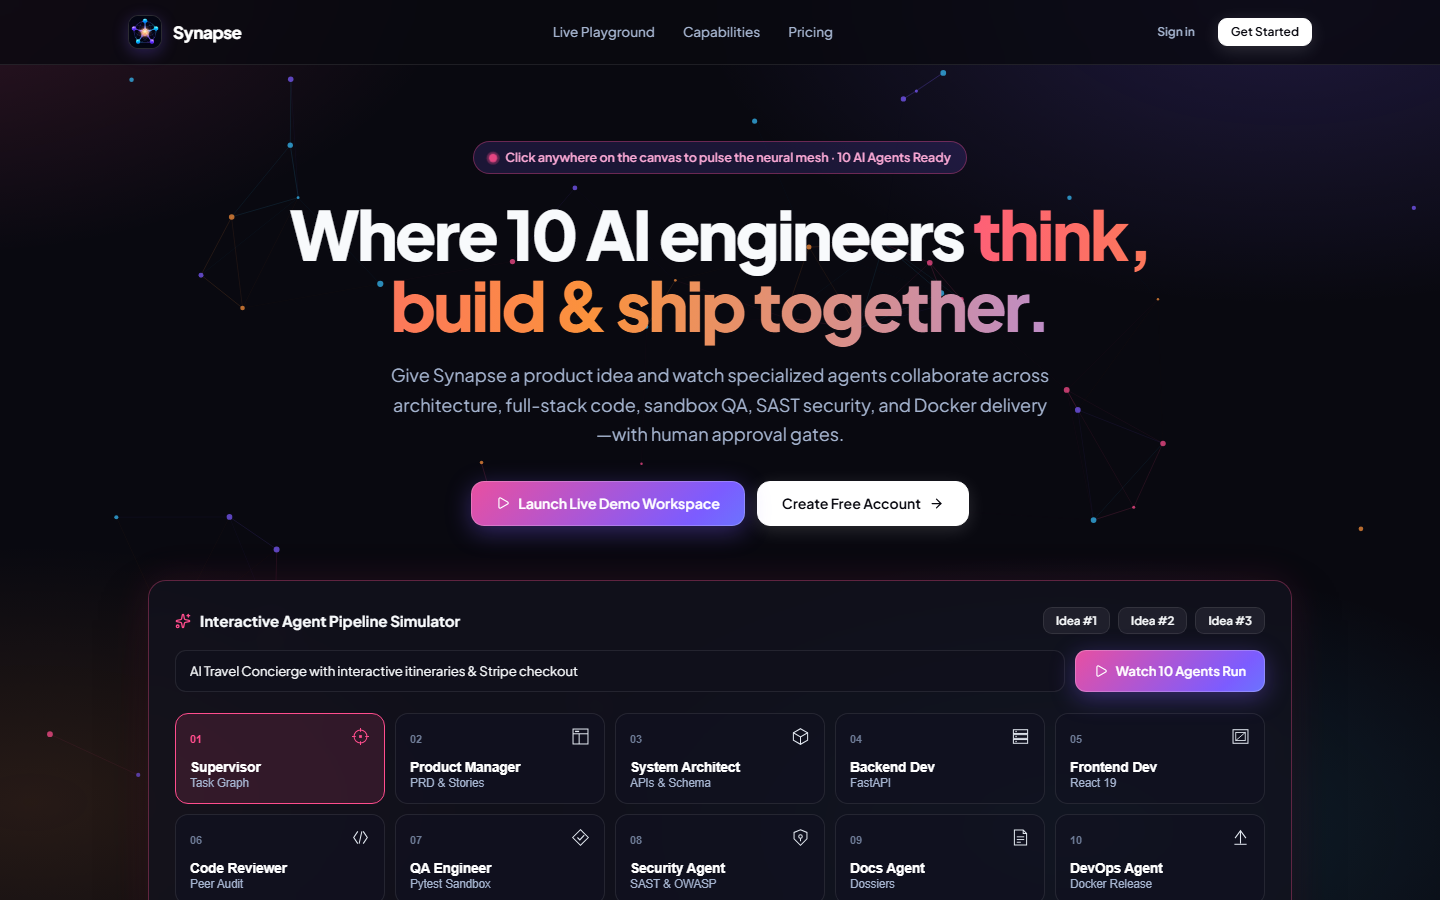 Synapse
Live Playground
Capabilities
Pricing
Sign in
Get Started
Click anywhere on the canvas to pulse the neural mesh · 10 AI Agents Ready
Where 10 AI engineers think,
build & ship together.
Give Synapse a product idea and watch specialized agents collaborate across
architecture, full-stack code, sandbox QA, SAST security, and Docker delivery
—with human approval gates.
Launch Live Demo Workspace
Create Free Account →
Interactive Agent Pipeline Simulator
Idea #1
Idea #2
Idea #3
AI Travel Concierge with interactive itineraries & Stripe checkout
Watch 10 Agents Run
01
Supervisor
Task Graph
02
Product Manager
PRD & Stories
03
System Architect
APIs & Schema
04
Backend Dev
FastAPI
05
Frontend Dev
React 19
06
Code Reviewer
Peer Audit
07
QA Engineer
Pytest Sandbox
08
Security Agent
SAST & OWASP
09
Docs Agent
Dossiers
10
DevOps Agent
Docker Release